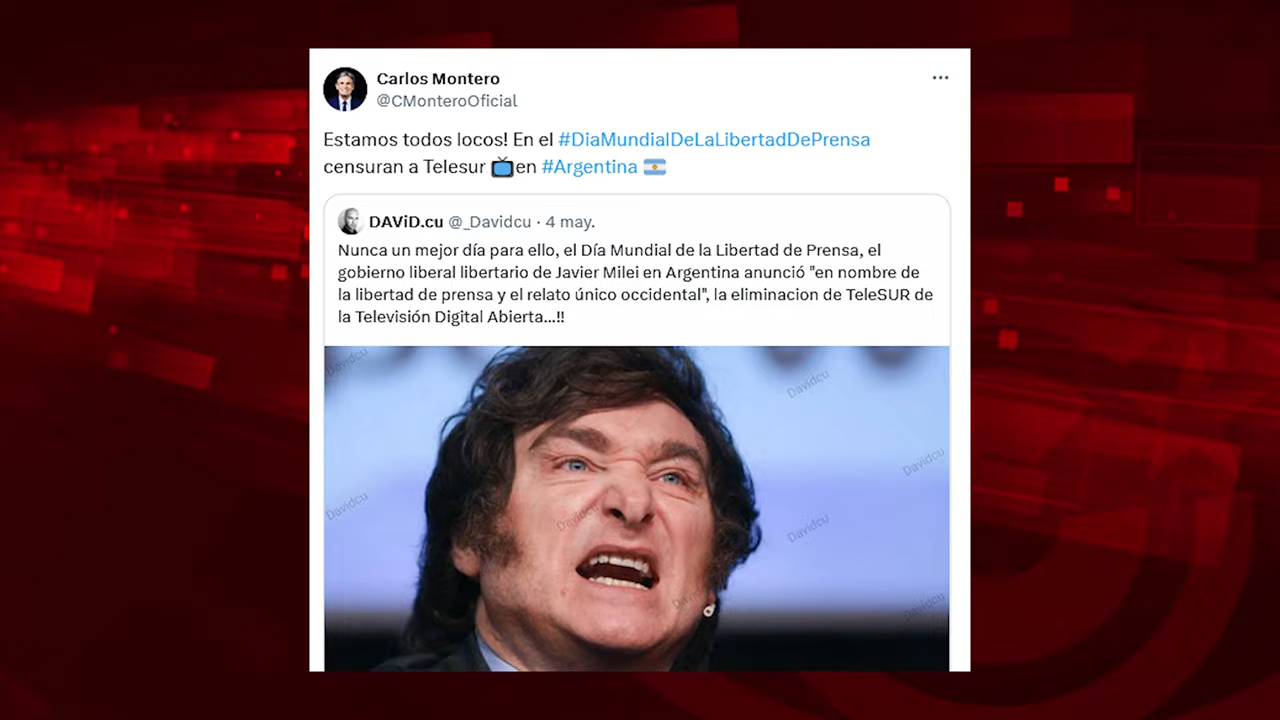 Carlos Montero
@CMonteroOficial
Estamos todos locos! En el #DiaMundialDeLaLibertadDePrensa
censuran a Telesur 📺en #Argentina 🇦🇷
DAViD.cu @_Davidcu · 4 may.
Nunca un mejor día para ello, el Día Mundial de la Libertad de Prensa, el
gobierno liberal libertario de Javier Milei en Argentina anunció "en nombre de
la libertad de prensa y el relato único occidental", la eliminacion de TeleSUR de
la Televisión Digital Abierta...!!
Davidcu
Davidcu
Davidcu
Davidcu
Davidcu
Davidcu
Davidcu
Davidcu